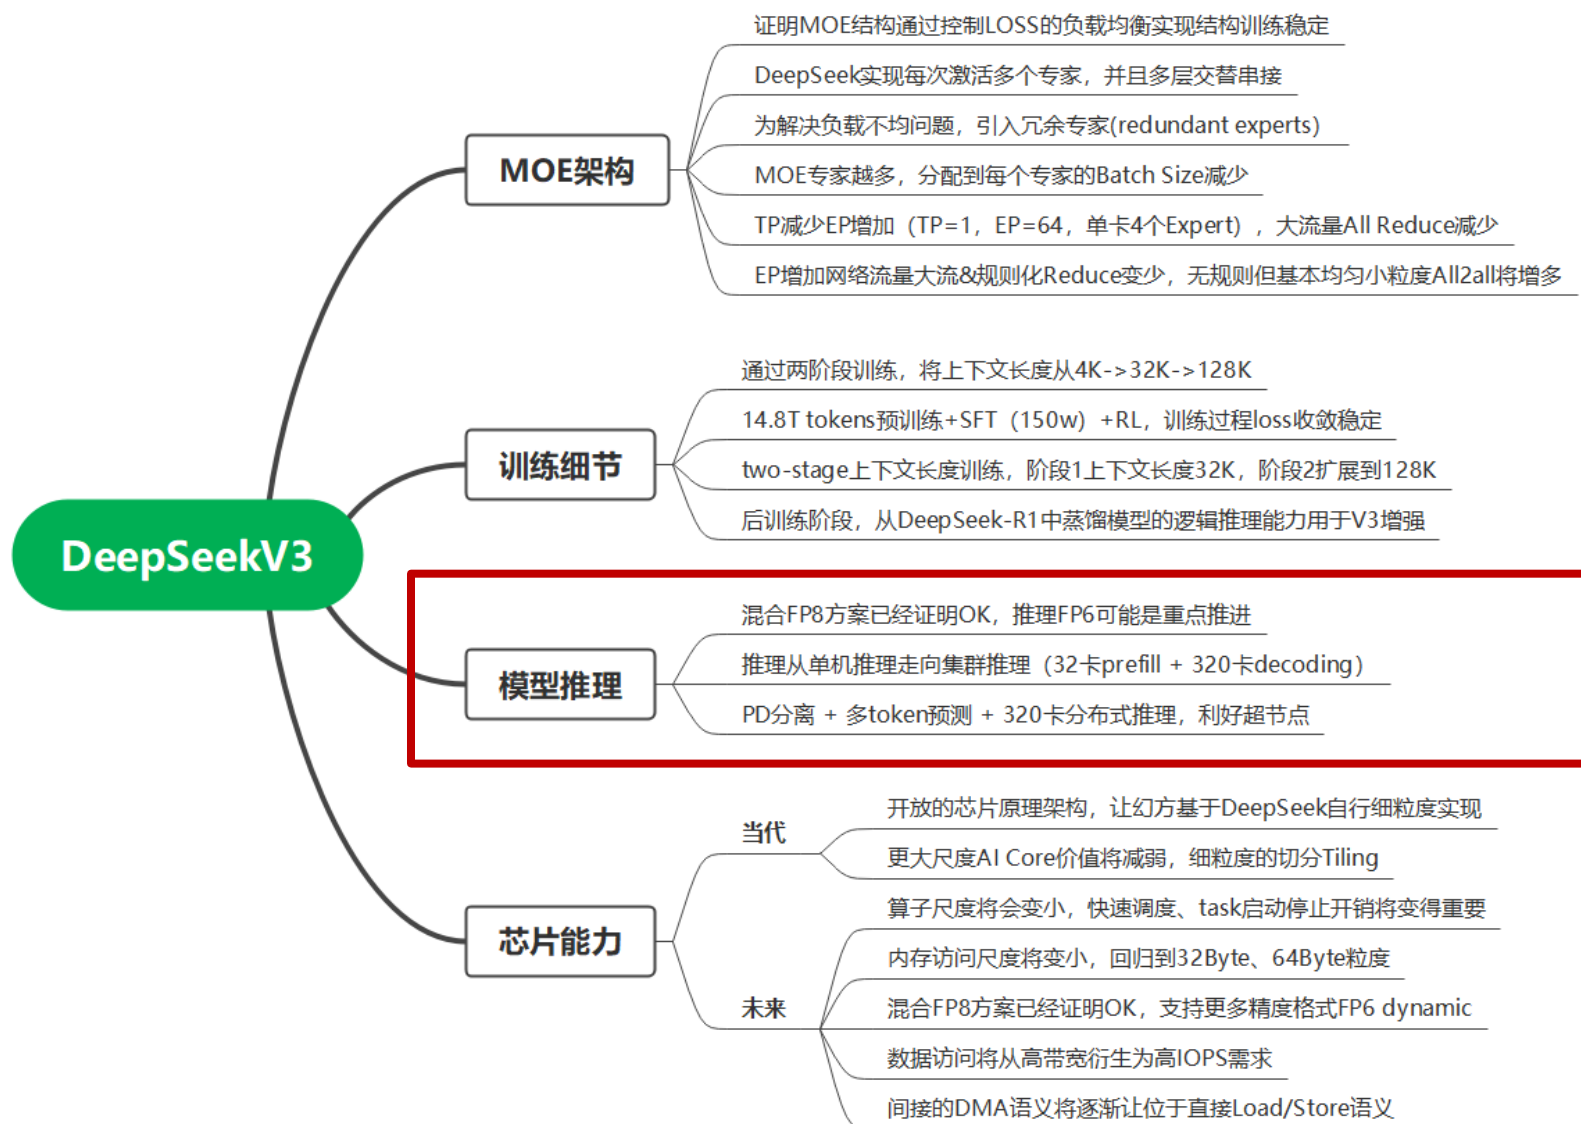 DeepSeekV3
MOE架构
证明MOE结构通过控制LOSS的负载均衡实现结构训练稳定
DeepSeek实现每次激活多个专家，并且多层交替串接
为解决负载不均问题，引入冗余专家(redundant experts)
MOE专家越多，分配到每个专家的Batch Size减少
TP减少EP增加（TP=1，EP=64，单卡4个Expert），大流量All Reduce减少
EP增加网络流量大流&规则化Reduce变少，无规则但基本均匀小粒度All2all将增多
训练细节
通过两阶段训练，将上下文长度从4K->32K->128K
14.8T tokens预训练+SFT（150w）+RL，训练过程loss收敛稳定
two-stage上下文长度训练，阶段1上下文长度32K，阶段2扩展到128K
后训练阶段，从DeepSeek-R1中蒸馏模型的逻辑推理能力用于V3增强
模型推理
混合FP8方案已经证明OK，推理FP6可能是重点推进
推理从单机推理走向集群推理（32卡prefill + 320卡decoding）
PD分离 + 多token预测 + 320卡分布式推理，利好超节点
芯片能力
当代
开放的芯片原理架构，让幻方基于DeepSeek自行细粒度实现
更大尺度AI Core价值将减弱，细粒度的切分Tiling
未来
算子尺度将会变小，快速调度、task启动停止开销将变得重要
内存访问尺度将变小，回归到32Byte、64Byte粒度
混合FP8方案已经证明OK，支持更多精度格式FP6 dynamic
数据访问将从高带宽衍生为高IOPS需求
间接的DMA语义将逐渐让位于直接Load/Store语义